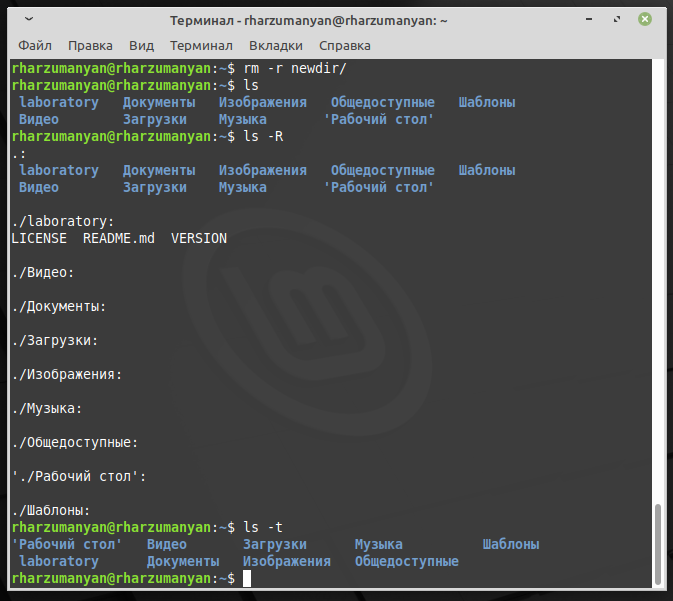 Терминал - rharzumanyan@rharzumanyan: ~
Файл Правка Вид Терминал Вкладки Справка
rharzumanyan@rharzumanyan:~$ rm -r newdir/
rharzumanyan@rharzumanyan:~$ ls
laboratory Документы Изображения Общедоступные Шаблоны
Видео Загрузки Музыка 'Рабочий стол'
rharzumanyan@rharzumanyan:~$ ls -R
.:
laboratory Документы Изображения Общедоступные Шаблоны
Видео Загрузки Музыка 'Рабочий стол'
./laboratory:
LICENSE README.md VERSION
./Видео:
./Документы:
./Загрузки:
./Изображения:
./Музыка:
./Общедоступные:
'./Рабочий стол':
./Шаблоны:
rharzumanyan@rharzumanyan:~$ ls -t
'Рабочий стол' Видео Загрузки Музыка Шаблоны
laboratory Документы Изображения Общедоступные
rharzumanyan@rharzumanyan:~$